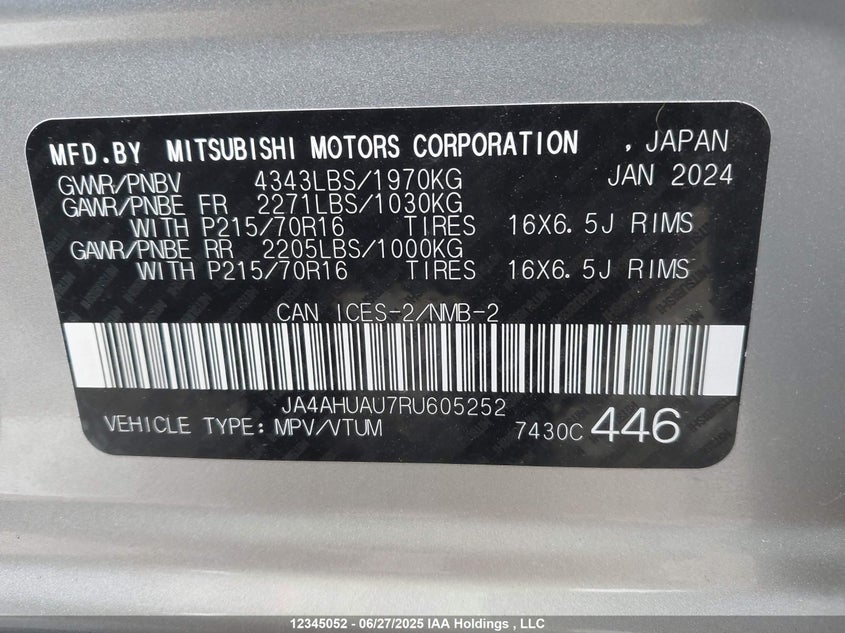 MFD.BY MITSUBISHI MOTORS CORPORATION , JAPAN
GVWR/PNBV 4343LBS/1970KG JAN 2024
GAWR/PNBE FR 2271LBS/1030KG
WITH P215/70R16 TIRES 16X6.5J RIMS
GAWR/PNBE RR 2205LBS/1000KG
WITH P215/70R16 TIRES 16X6.5J RIMS
CAN ICES-2/NMB-2
JA4AHUAU7RU605252
VEHICLE TYPE: MPV/VTUM 7430C 446
12345052 - 06/27/2025 IAA Holdings , LLC